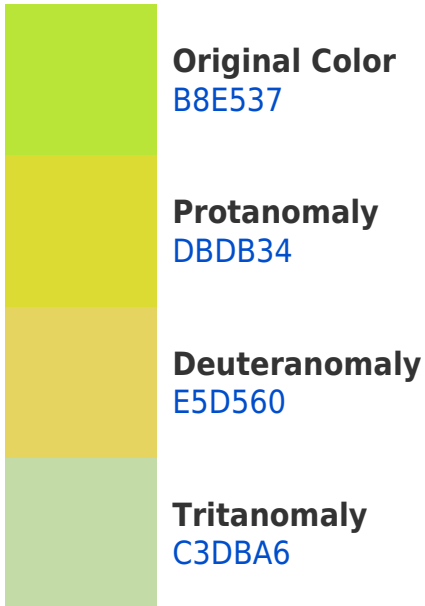 Original Color
B8E537
Protanomaly
DBDB34
Deuteranomaly
E5D560
Tritanomaly
C3DBA6